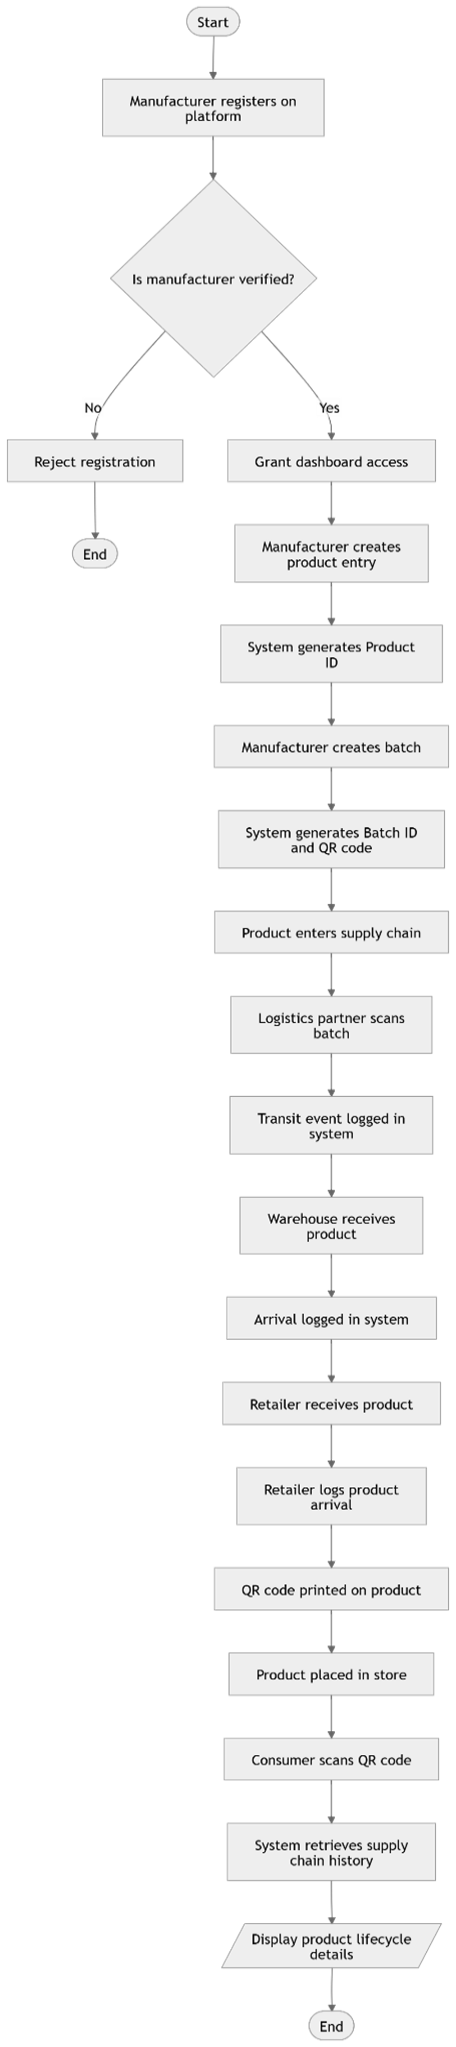 Start
Manufacturer registers on
platform
Is manufacturer verified?
No
Yes
Reject registration
Grant dashboard access
End
Manufacturer creates
product entry
System generates Product
ID
Manufacturer creates batch
System generates Batch ID
and QR code
Product enters supply chain
Logistics partner scans
batch
Transit event logged in
system
Warehouse receives
product
Arrival logged in system
Retailer receives product
Retailer logs product
arrival
QR code printed on product
Product placed in store
Consumer scans QR code
System retrieves supply
chain history
Display product lifecycle
details
End